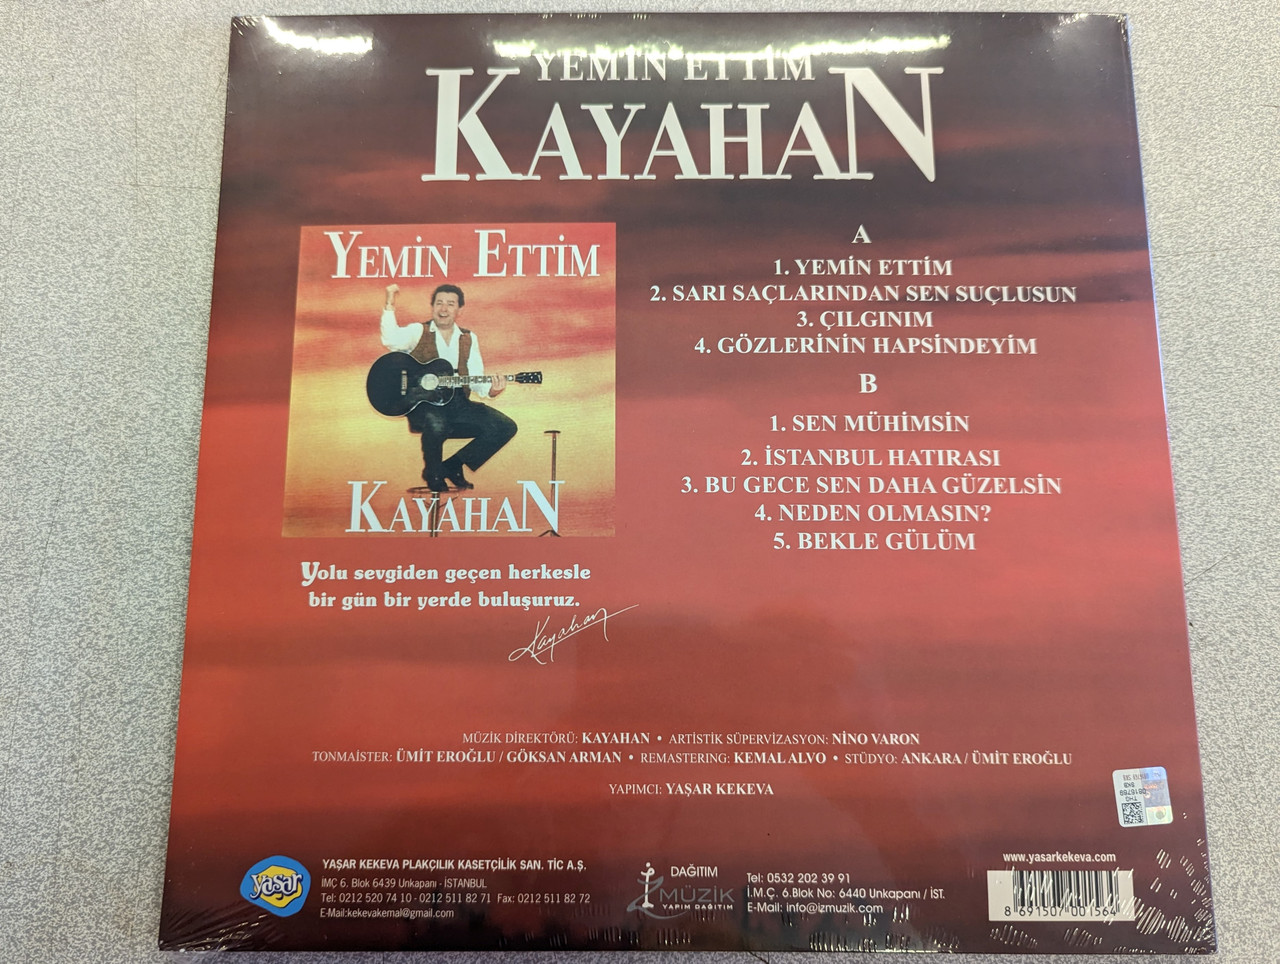 YEMİN ETTİM
KAYAHAN
YEMİN ETTİM
KAYAHAN
Yolu sevgiden geçen herkesle
bir gün bir yerde buluşuruz.
Kayahan
A
1. YEMİN ETTİM
2. SARI SAÇLARINDAN SEN SUÇLUSUN
3. ÇILGINIM
4. GÖZLERİNİN HAPSİNDEYİM
B
1. SEN MÜHİMSİN
2. İSTANBUL HATIRASI
3. BU GECE SEN DAHA GÜZELSİN
4. NEDEN OLMASIN?
5. BEKLE GÜLÜM
MÜZİK DİREKTÖRÜ: KAYAHAN • ARTİSTİK SÜPERVİZASYON: NİNO VARON
TONMAİSTER: ÜMİT EROĞLU / GÖKSAN ARMAN • REMASTERING: KEMAL ALVO • STÜDYO: ANKARA / ÜMİT EROĞLU
YAPIMCI: YAŞAR KEKEVA
yaşar
YAŞAR KEKEVA PLAKÇILIK KASETÇİLİK SAN. TİC A.Ş.
İMÇ 6. Blok 6439 Unkapanı - İSTANBUL
Tel: 0212 520 74 10 - 0212 511 82 71 Fax: 0212 511 82 72
E-Mail:kekevakemal@gmail.com
DAĞITIM
iz MÜZİK
YAPIM DAĞITIM
Tel: 0532 202 39 91
İ.M.Ç. 6.Blok No: 6440 Unkapanı / İST.
E-Mail: info@izmuzik.com
www.yasarkekeva.com
8 691507 001564